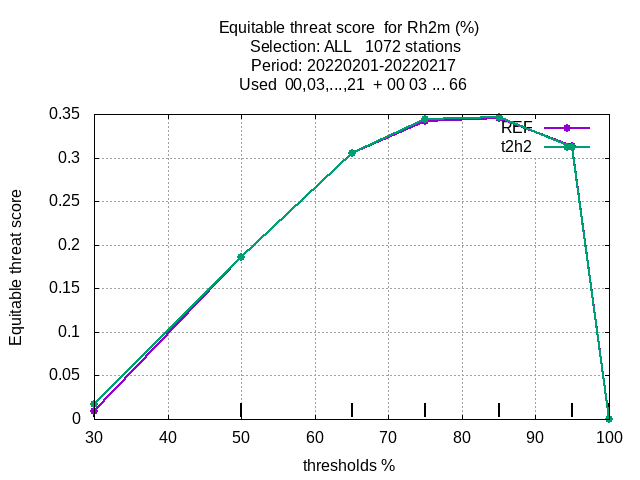 Equitable threat score  for Rh2m (%)
Selection: ALL   1072 stations
Period: 20220201-20220217
Used  00,03,...,21  + 00 03 ... 66
0.35
0.3
0.25
0.2
0.15
0.1
0.05
0
Equitable threat score
REF
t2h2
30 40 50 60 70 80 90 100
thresholds %